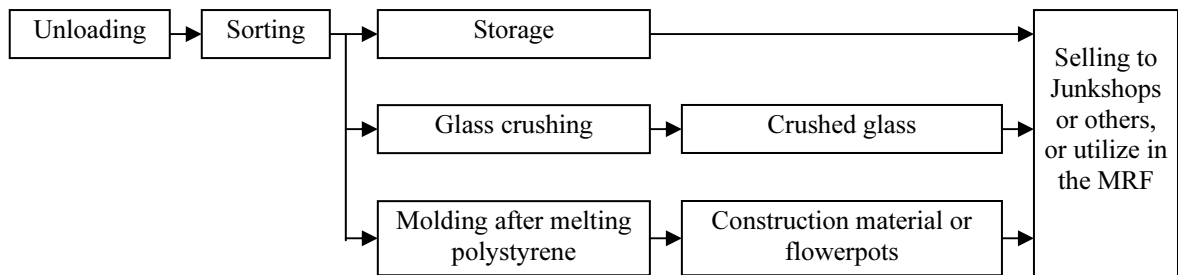 Unloading
Sorting
Storage
Glass crushing
Crushed glass
Molding after melting
polystyrene
Construction material or
flowerpots
Selling to
Junkshops
or others,
or utilize in
the MRF